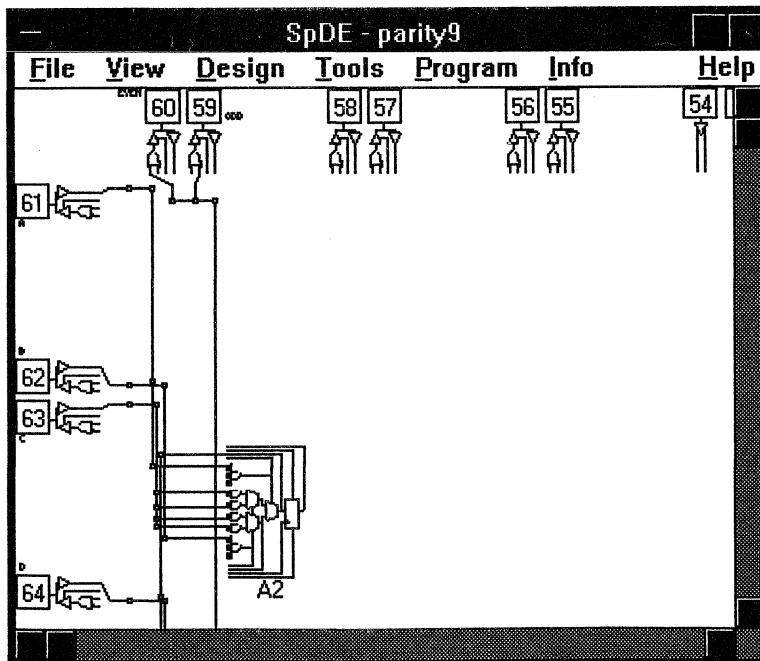 SpDE - parity9
File View Design Tools Program Info Help
EVEN 60 59 ODD 58 57 56 55 54
M
61
A
B
62
63
C
A2
D
64